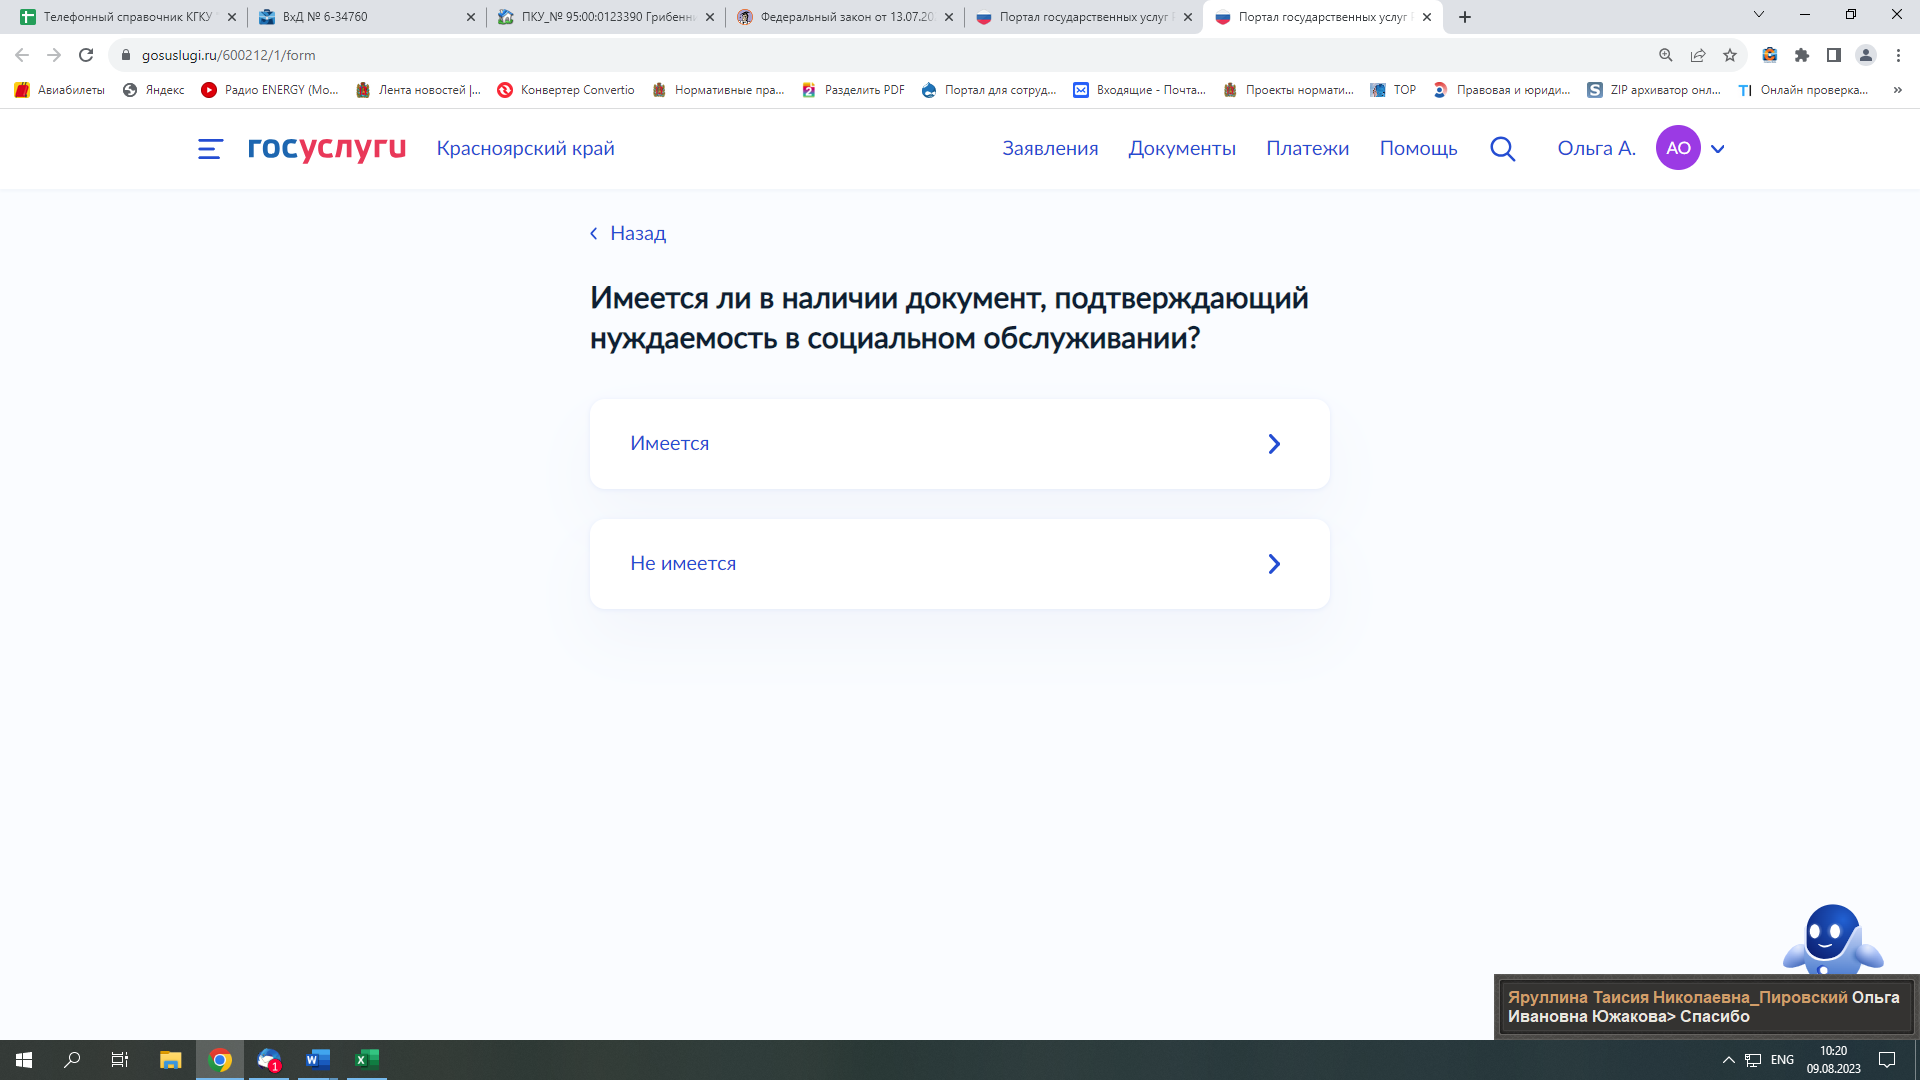 Телефонный справочник КГКУ
ВхД № 6-34760
ПКУ_№ 95:00:0123390 Грибенн
Федеральный закон от 13.07.20
Портал государственных услуг
Портал государственных услуг
gosuslugi.ru/600212/1/form
Авиабилеты
Яндекс
Радио ENERGY (Мо...
Лента новостей |...
Конвертер Convertio
Нормативные пра...
Разделить PDF
Портал для сотруд...
Входящие - Почта...
Проекты нормати...
ТОР
Правовая и юриди...
ZIP архиватор онл...
Онлайн проверка...
госуслуги
Красноярский край
Заявления
Документы
Платежи
Помощь
Ольга А.
АО
Назад
Имеется ли в наличии документ, подтверждающий
нуждаемость в социальном обслуживании?
Имеется
Не имеется
Яруллина Таисия Николаевна_Пировский Ольга
Ивановна Южакова> Спасибо
1
ENG
10:20
09.08.2023